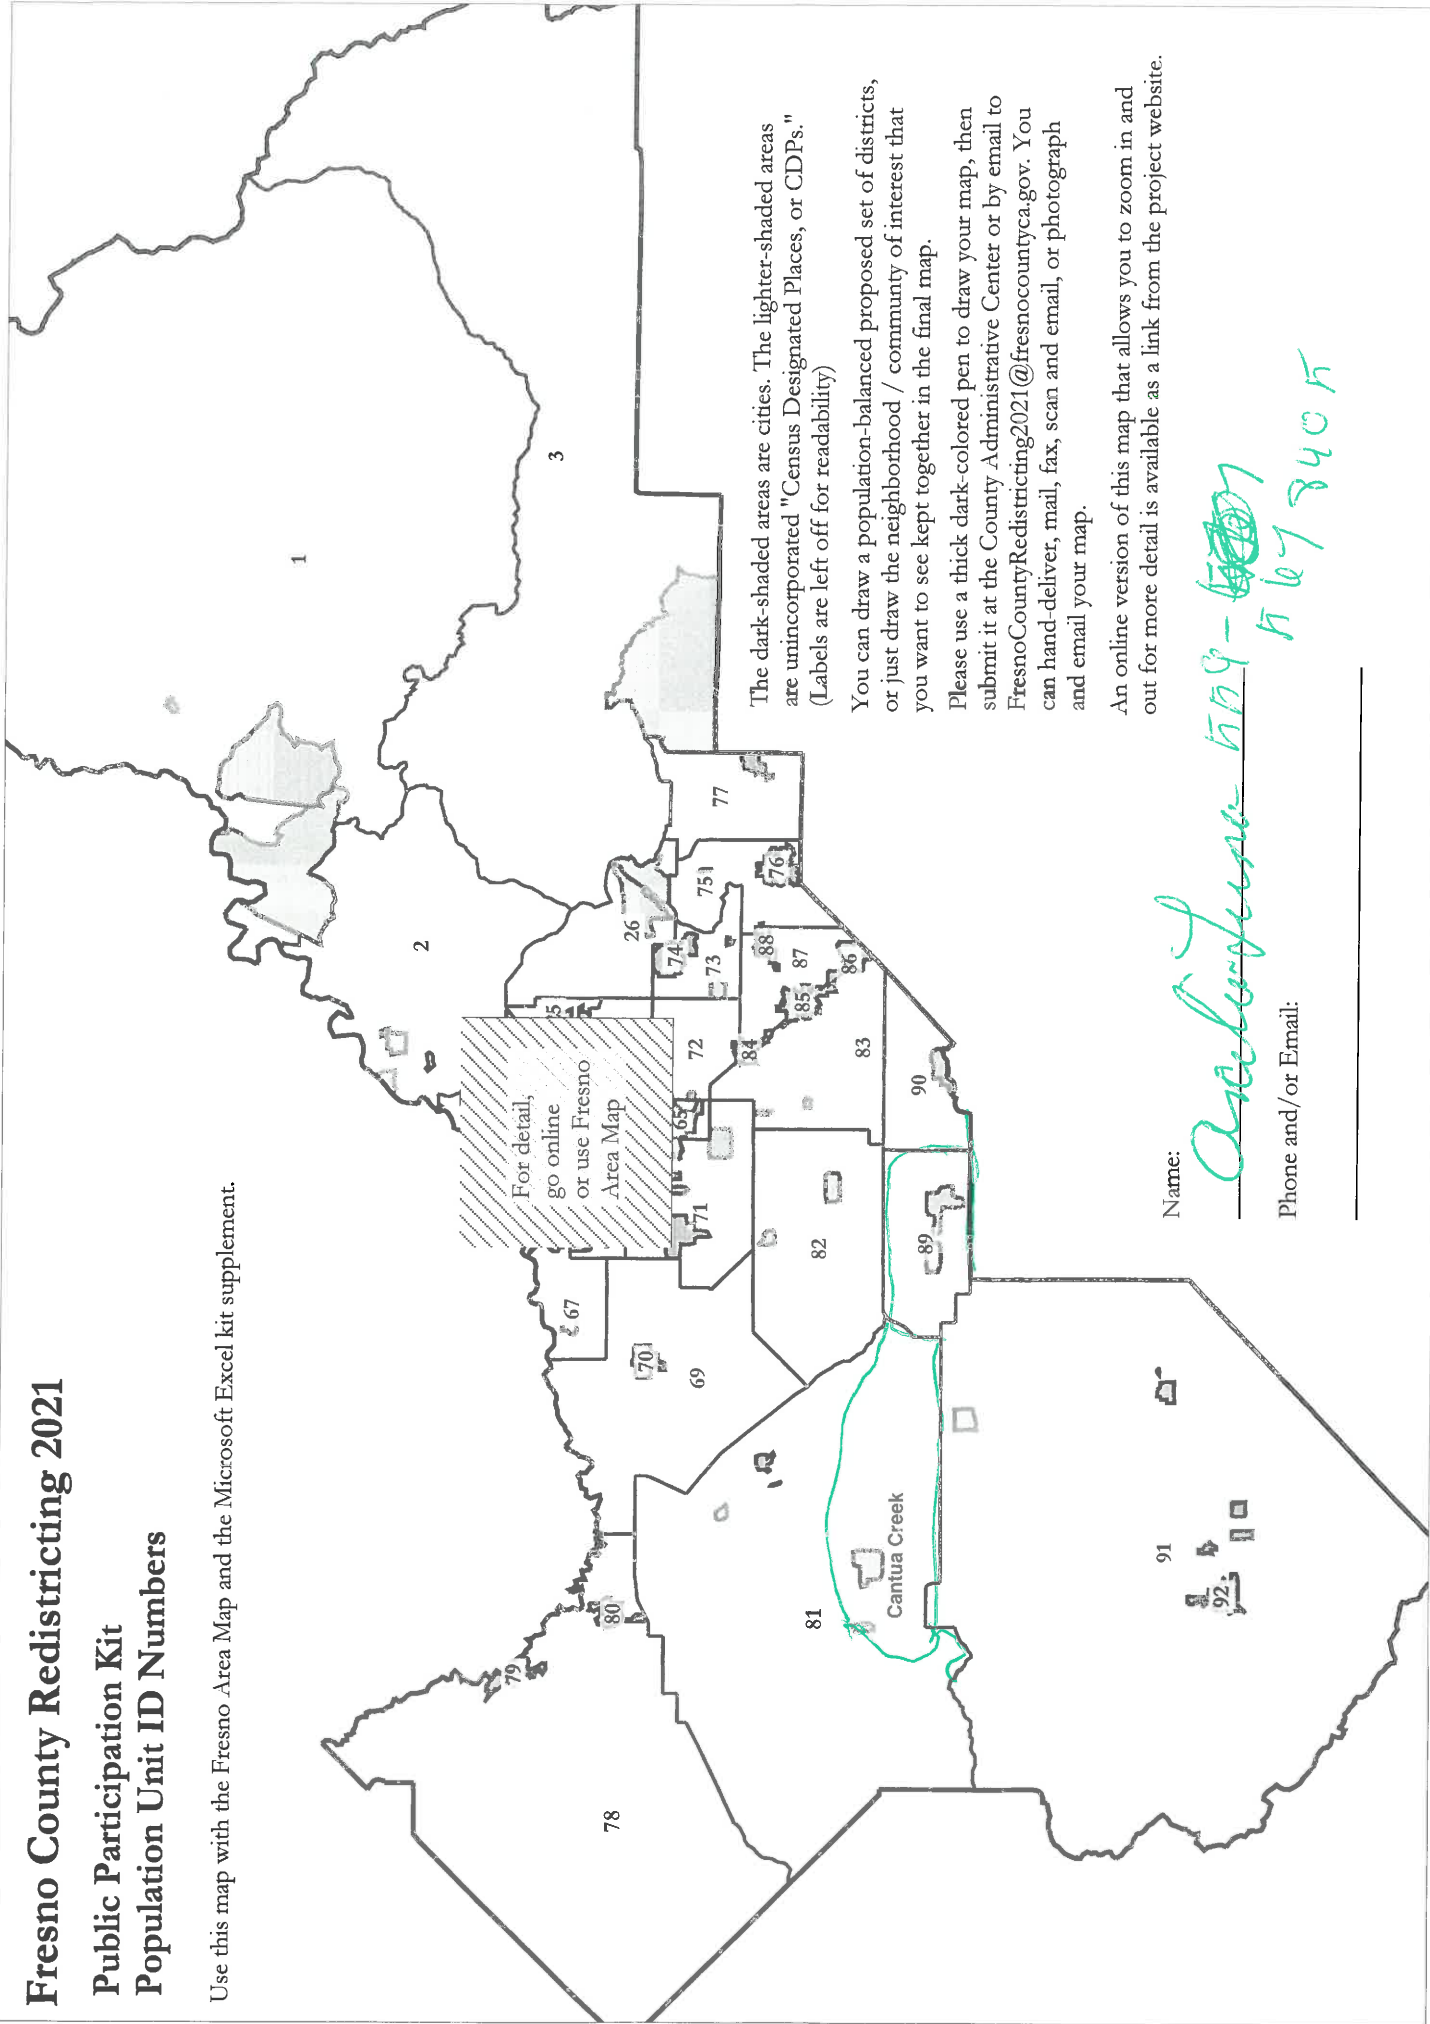 Fresno County Redistricting 2021
Public Participation Kit
Population Unit ID Numbers
Use this map with the Fresno Area Map and the Microsoft Excel kit supplement.
1
2
3
For detail,
go online
or use Fresno
Area Map
26
67
70
69
71
65
72
73
74
75
76
77
78
79
80
81
82
83
84
85
86
87
88
89
90
91
92
Cantua Creek
The dark-shaded areas are cities. The lighter-shaded areas
are unincorporated "Census Designated Places, or CDPs."
(Labels are left off for readability)
You can draw a population-balanced proposed set of districts,
or just draw the neighborhood / community of interest that
you want to see kept together in the final map.
Please use a thick dark-colored pen to draw your map, then
submit it at the County Administrative Center or by email to
FresnoCountyRedistricting2021@fresnocountyca.gov. You
can hand-deliver, mail, fax, scan and email, or photograph
and email your map.
An online version of this map that allows you to zoom in and
out for more detail is available as a link from the project website.
Name:
Phone and/or Email: